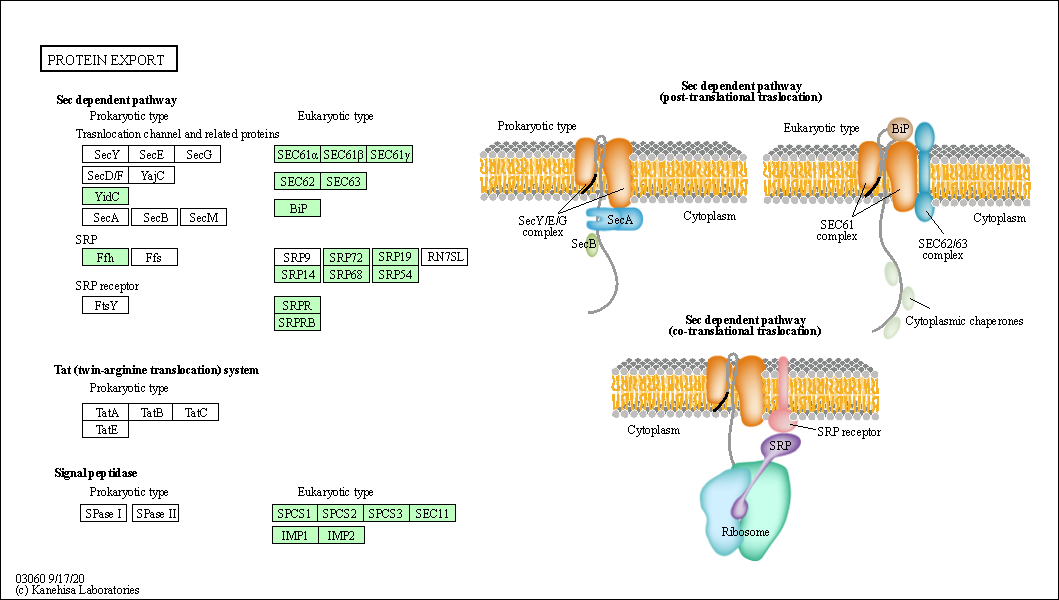 PROTEIN EXPORT
Sec dependent pathway
Prokaryotic type Eukaryotic type
Trasnlocation channel and related proteins
SecY SecE SecG SEC61α SEC61β SEC61γ
SecD/F YajC SEC62 SEC63
YidC BiP
SecA SecB SecM
SRP
Ffh Ffs SRP9 SRP72 SRP19 RN7SL
SRP14 SRP68 SRP54
SRP receptor
FtsY SRPR
SRPRB
Tat (twin-arginine translocation) system
Prokaryotic type
TatA TatB TatC
TatE
Signal peptidase
Prokaryotic type Eukaryotic type
SPase I SPase II SPCS1 SPCS2 SPCS3 SEC11
IMP1 IMP2
03060 9/17/20
(c) Kanehisa Laboratories
Sec dependent pathway
(post-translational traslocation)
Prokaryotic type
SecY/E/G
complex
SecA
SecB
Cytoplasm
Eukaryotic type
BiP
SEC61
complex
SEC62/63
complex
Cytoplasm
Cytoplasmic chaperones
Sec dependent pathway
(co-translational traslocation)
Cytoplasm
SRP receptor
SRP
Ribosome